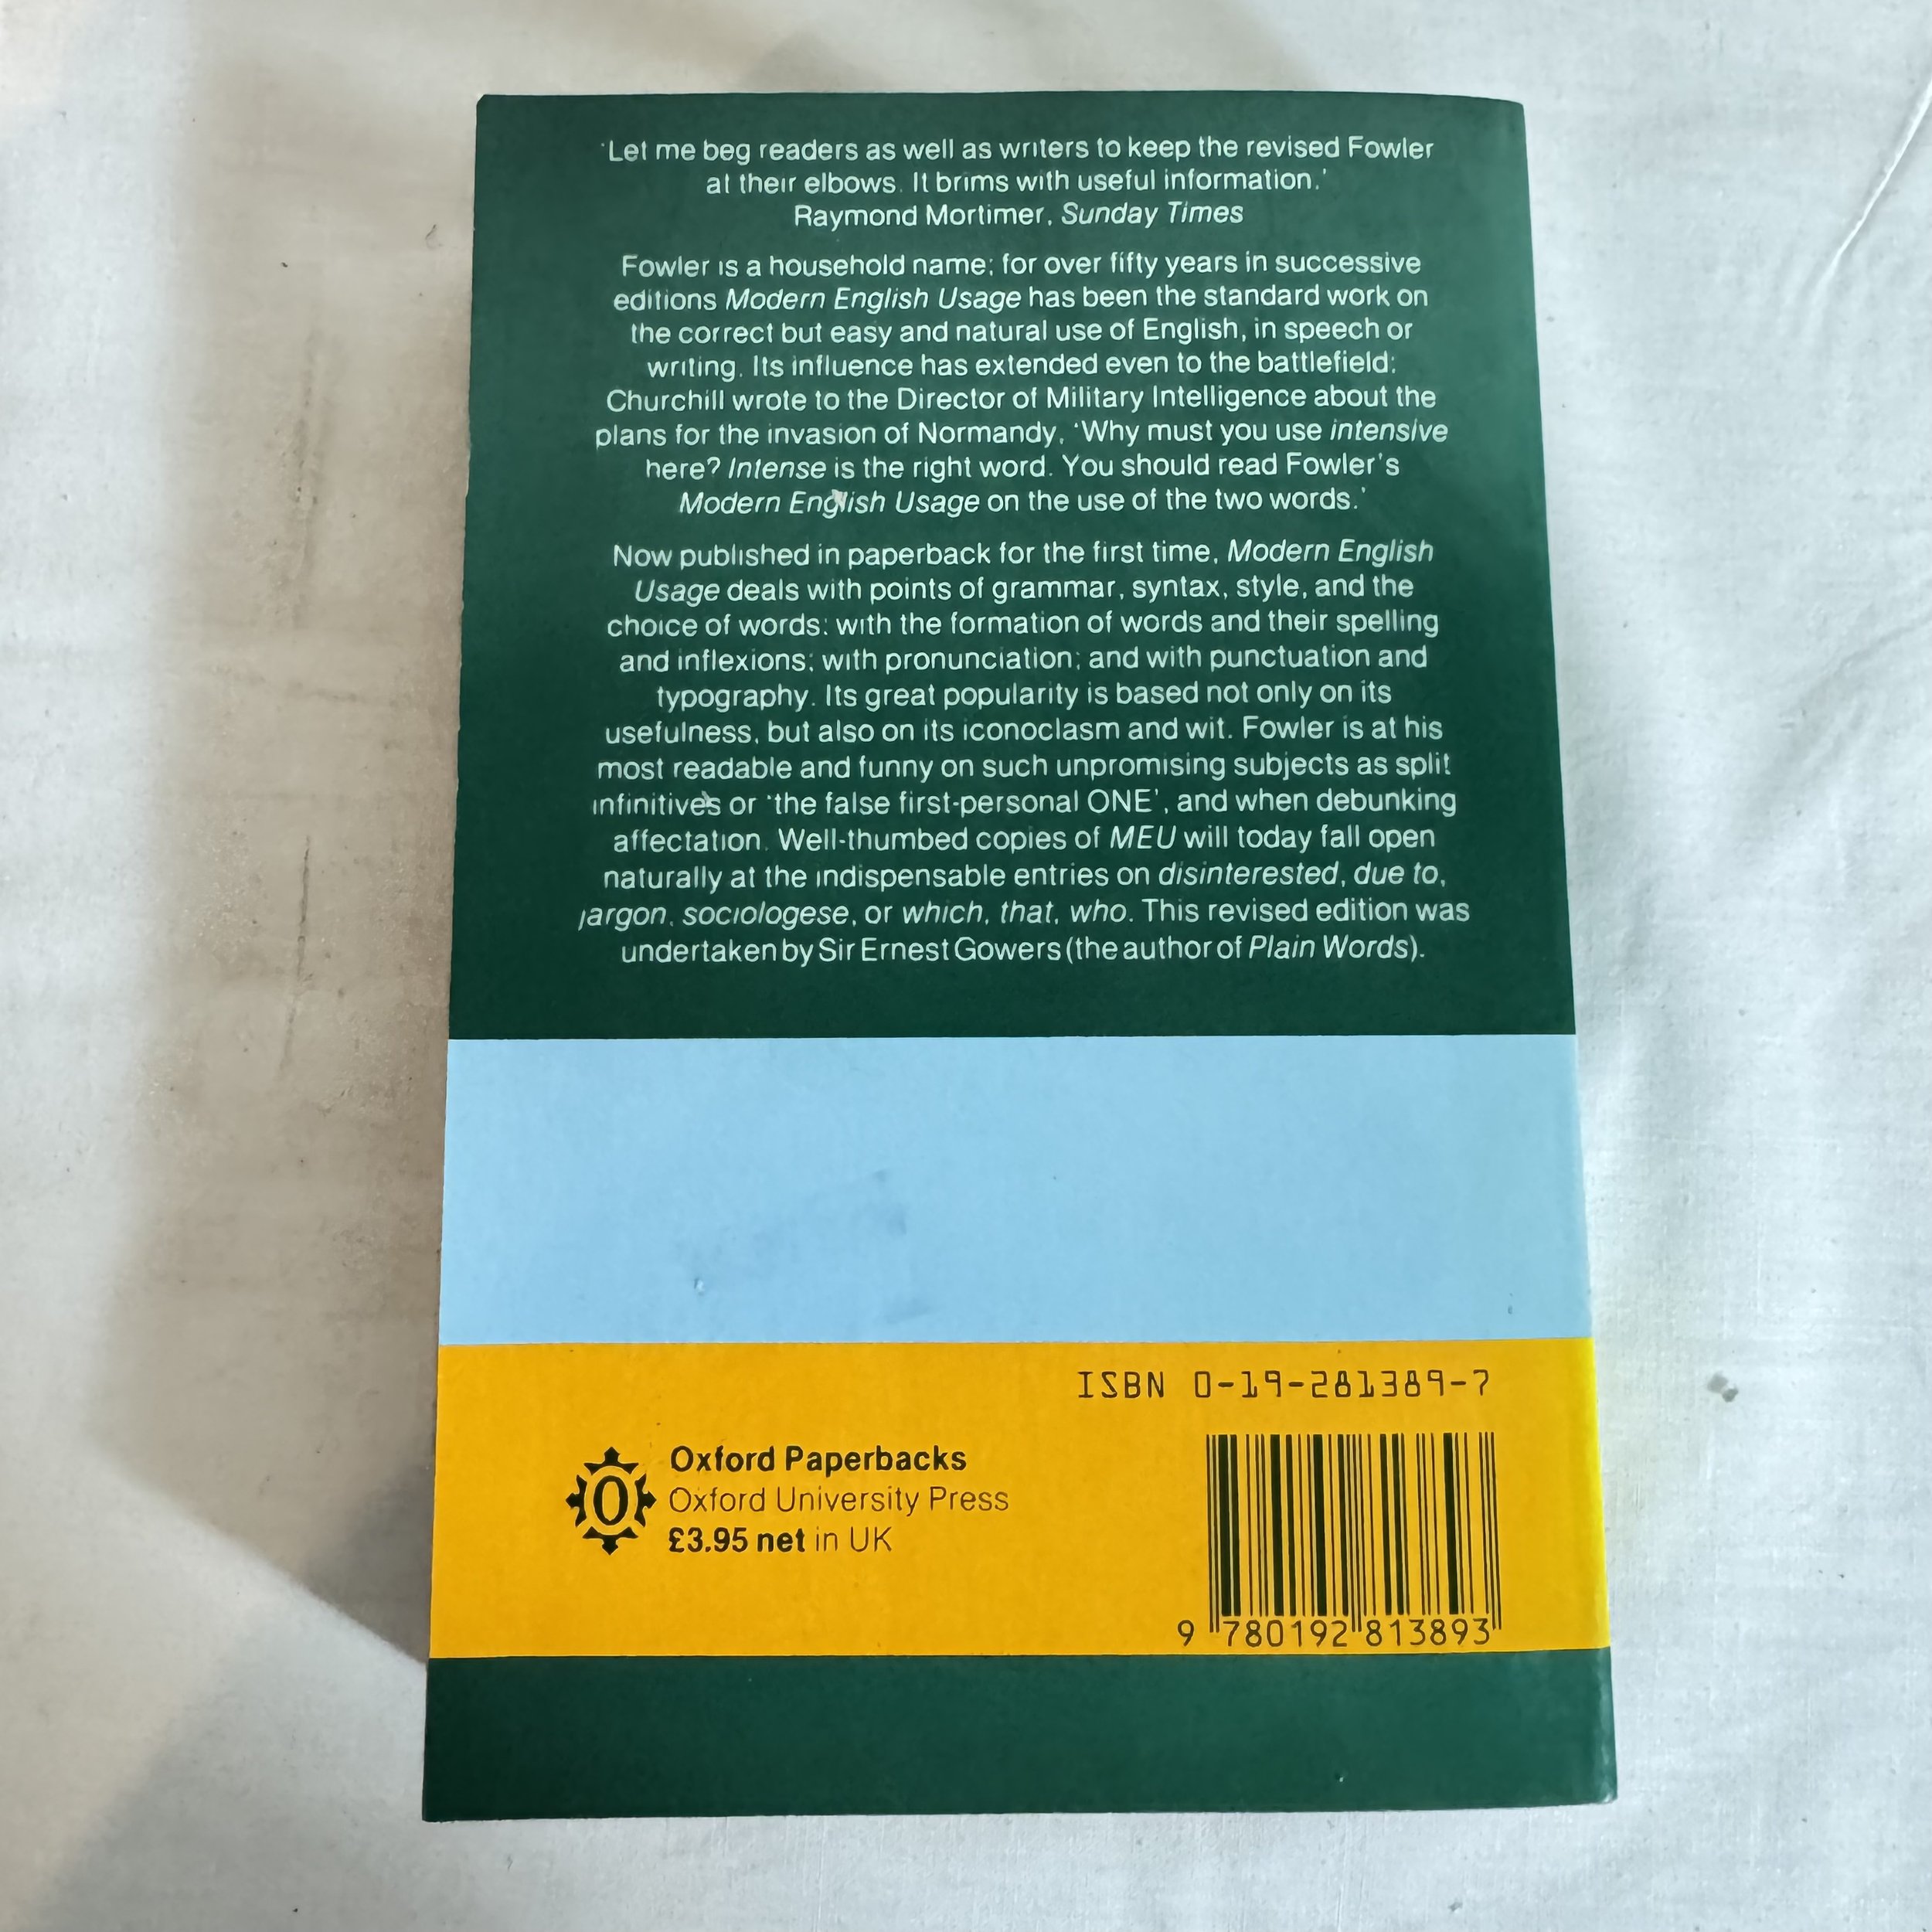 'Let me beg readers as well as writers to keep the revised Fowler
at their elbows. It brims with useful information.'
Raymond Mortimer, Sunday Times
Fowler is a household name; for over fifty years in successive
editions Modern English Usage has been the standard work on
the correct but easy and natural use of English, in speech or
writing. Its influence has extended even to the battlefield;
Churchill wrote to the Director of Military Intelligence about the
plans for the invasion of Normandy, 'Why must you use intensive
here? Intense is the right word. You should read Fowler's
Modern English Usage on the use of the two words.'
Now published in paperback for the first time, Modern English
Usage deals with points of grammar, syntax, style, and the
choice of words; with the formation of words and their spelling
and inflexions; with pronunciation; and with punctuation and
typography. Its great popularity is based not only on its
usefulness, but also on its iconoclasm and wit. Fowler is at his
most readable and funny on such unpromising subjects as split
infinitives or 'the false first-personal ONE', and when debunking
affectation. Well-thumbed copies of MEU will today fall open
naturally at the indispensable entries on disinterested, due to,
jargon, sociologese, or which, that, who. This revised edition was
undertaken by Sir Ernest Gowers (the author of Plain Words).
ISBN 0-19-281389-7
Oxford Paperbacks
Oxford University Press
£3.95 net in UK
O
9 780192 813893